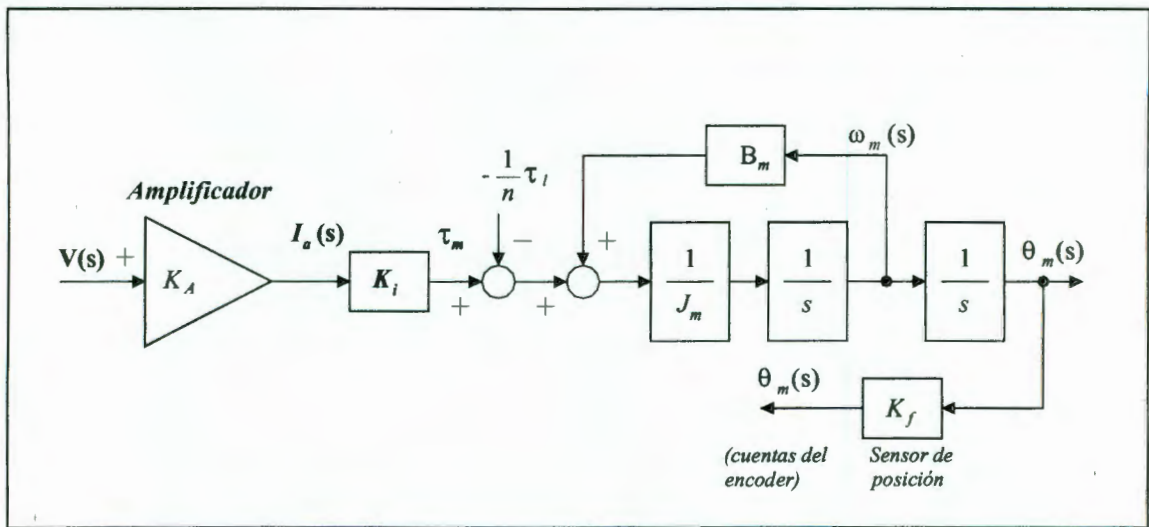 Amplificador
V(s) +
K_A
I_a(s)
K_i
τ_m
+
- 1/n τ_l
−
+
+
B_m
ω_m(s)
1/J_m
1/s
1/s
θ_m(s)
θ_m(s)
K_f
(cuentas del
encoder)
Sensor de
posición